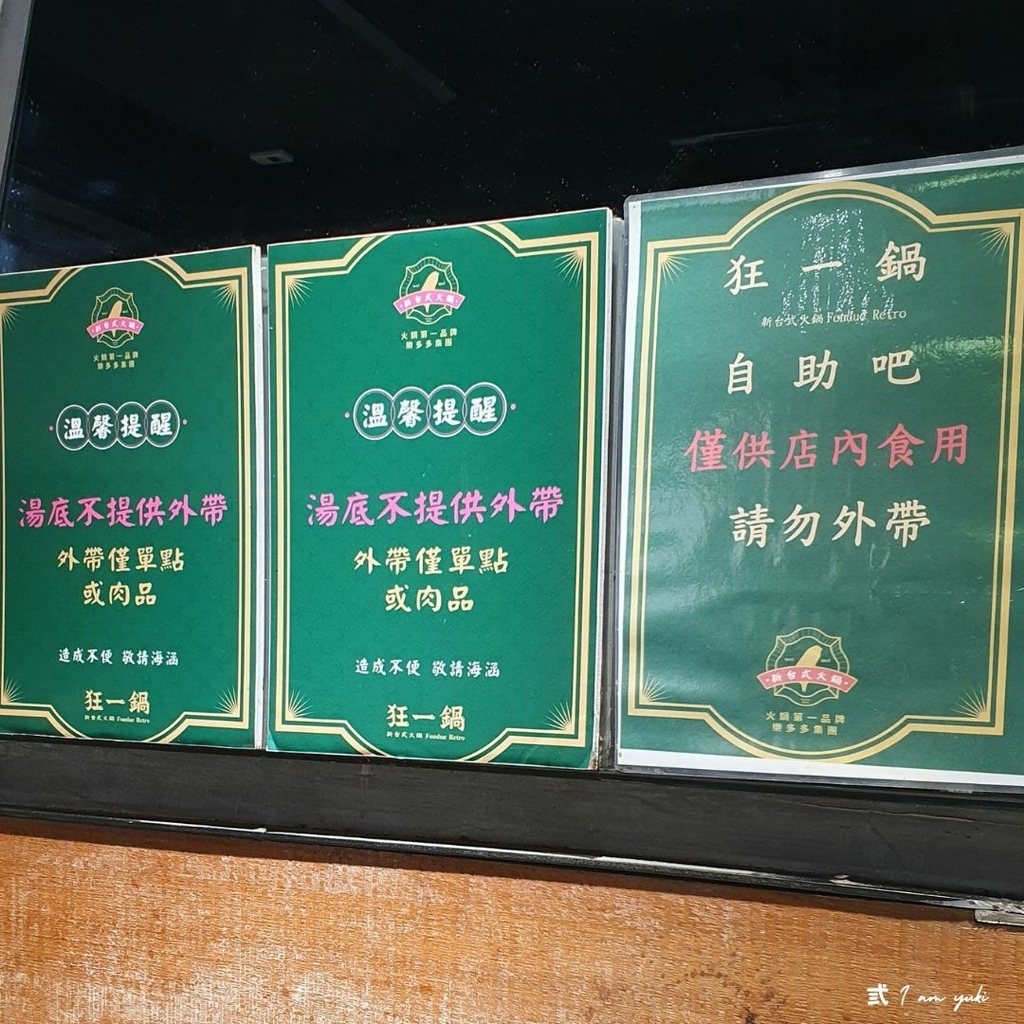 新台式火鍋
火鍋第一品牌
樂多多集團
溫馨提醒
湯底不提供外帶
外帶僅單點
或肉品
造成不便 敬請海涵
狂一鍋
新台式火鍋 Fondue Retro
新台式火鍋
火鍋第一品牌
樂多多集團
溫馨提醒
湯底不提供外帶
外帶僅單點
或肉品
造成不便 敬請海涵
狂一鍋
新台式火鍋 Fondue Retro
狂一鍋
新台式火鍋 Fondue Retro
自助吧
僅供店內食用
請勿外帶
新台式火鍋
火鍋第一品牌
樂多多集團
貳 I am yuki